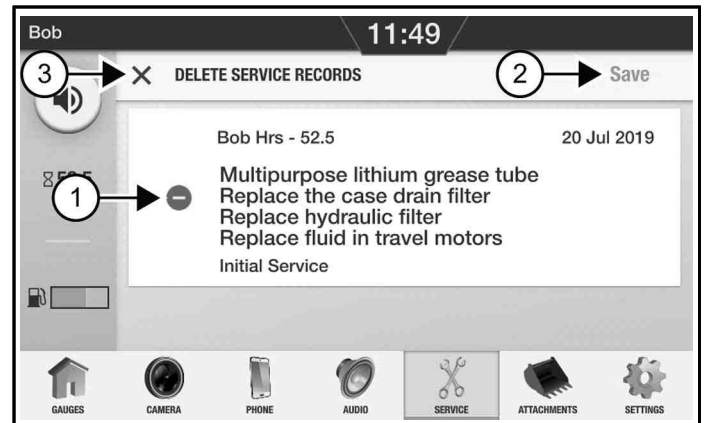 Bob
11:49
3
DELETE SERVICE RECORDS
2
Save
Bob Hrs - 52.5
20 Jul 2019
Multipurpose lithium grease tube
1
Replace the case drain filter
Replace hydraulic filter
Replace fluid in travel motors
Initial Service
GAUGES
CAMERA
PHONE
AUDIO
SERVICE
ATTACHMENTS
SETTINGS